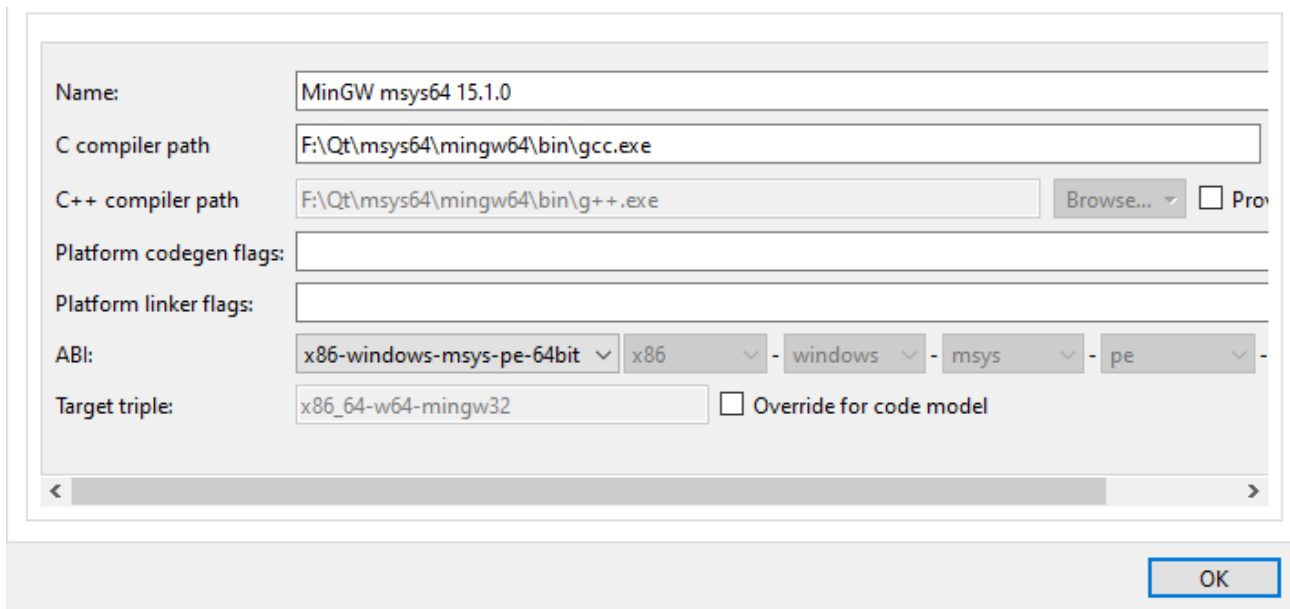 Name: MinGW msys64 15.1.0
C compiler path F:\Qt\msys64\mingw64\bin\gcc.exe
C++ compiler path F:\Qt\msys64\mingw64\bin\g++.exe Browse... Prov
Platform codegen flags:
Platform linker flags:
ABI: x86-windows-msys-pe-64bit x86 - windows - msys - pe -
Target triple: x86_64-w64-mingw32 Override for code model
OK